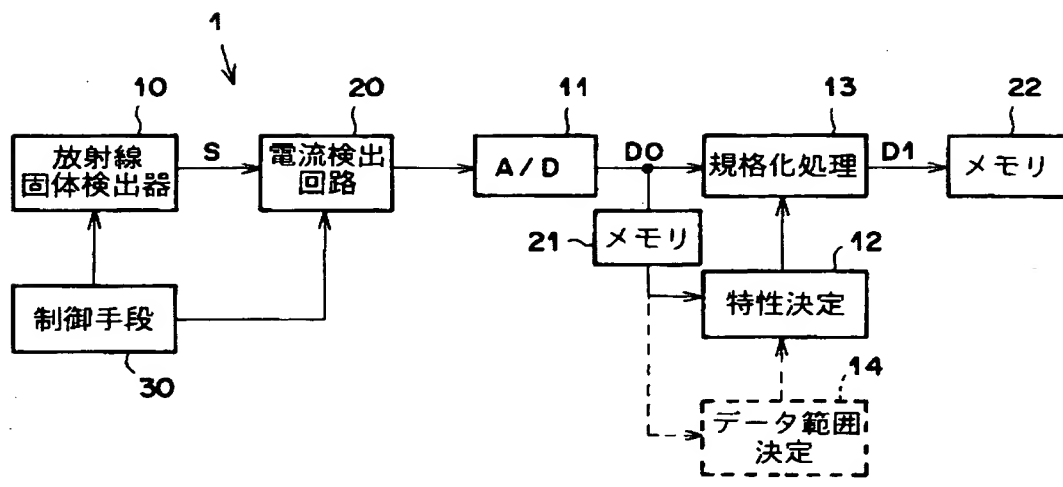 1
10
20
11
13
22
放射線
固体検出器
S
電流検出
回路
A/D
D0
規格化処理
D1
メモリ
21
メモリ
12
制御手段
特性決定
30
14
データ範囲
決定